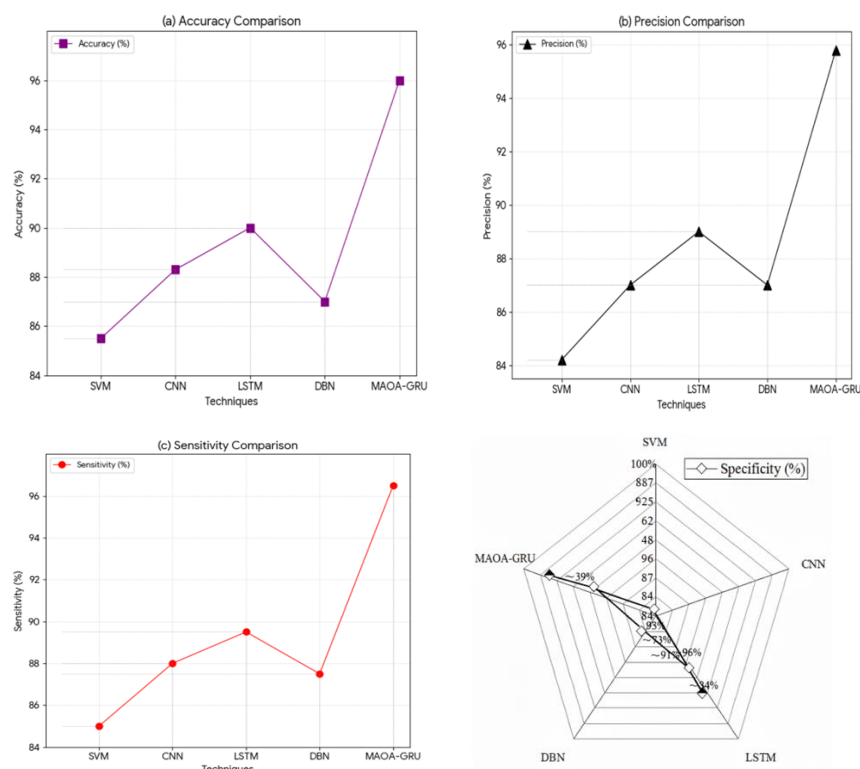 (a) Accuracy Comparison
Accuracy (%)
96
94
92
90
88
86
84
Accuracy (%)
SVM CNN LSTM DBN MAOA-GRU
Techniques
(b) Precision Comparison
Precision (%)
96
94
92
90
88
86
84
Precision (%)
SVM CNN LSTM DBN MAOA-GRU
Techniques
(c) Sensitivity Comparison
Sensitivity (%)
96
94
92
90
88
86
84
Sensitivity (%)
SVM CNN LSTM DBN MAOA-GRU
Techniques
SVM
Specificity (%)
100%
887
925
62
48
96
87
84
84
MAOA-GRU
CNN
~39%
93%
~73%
~91%
96%
~34%
DBN
LSTM